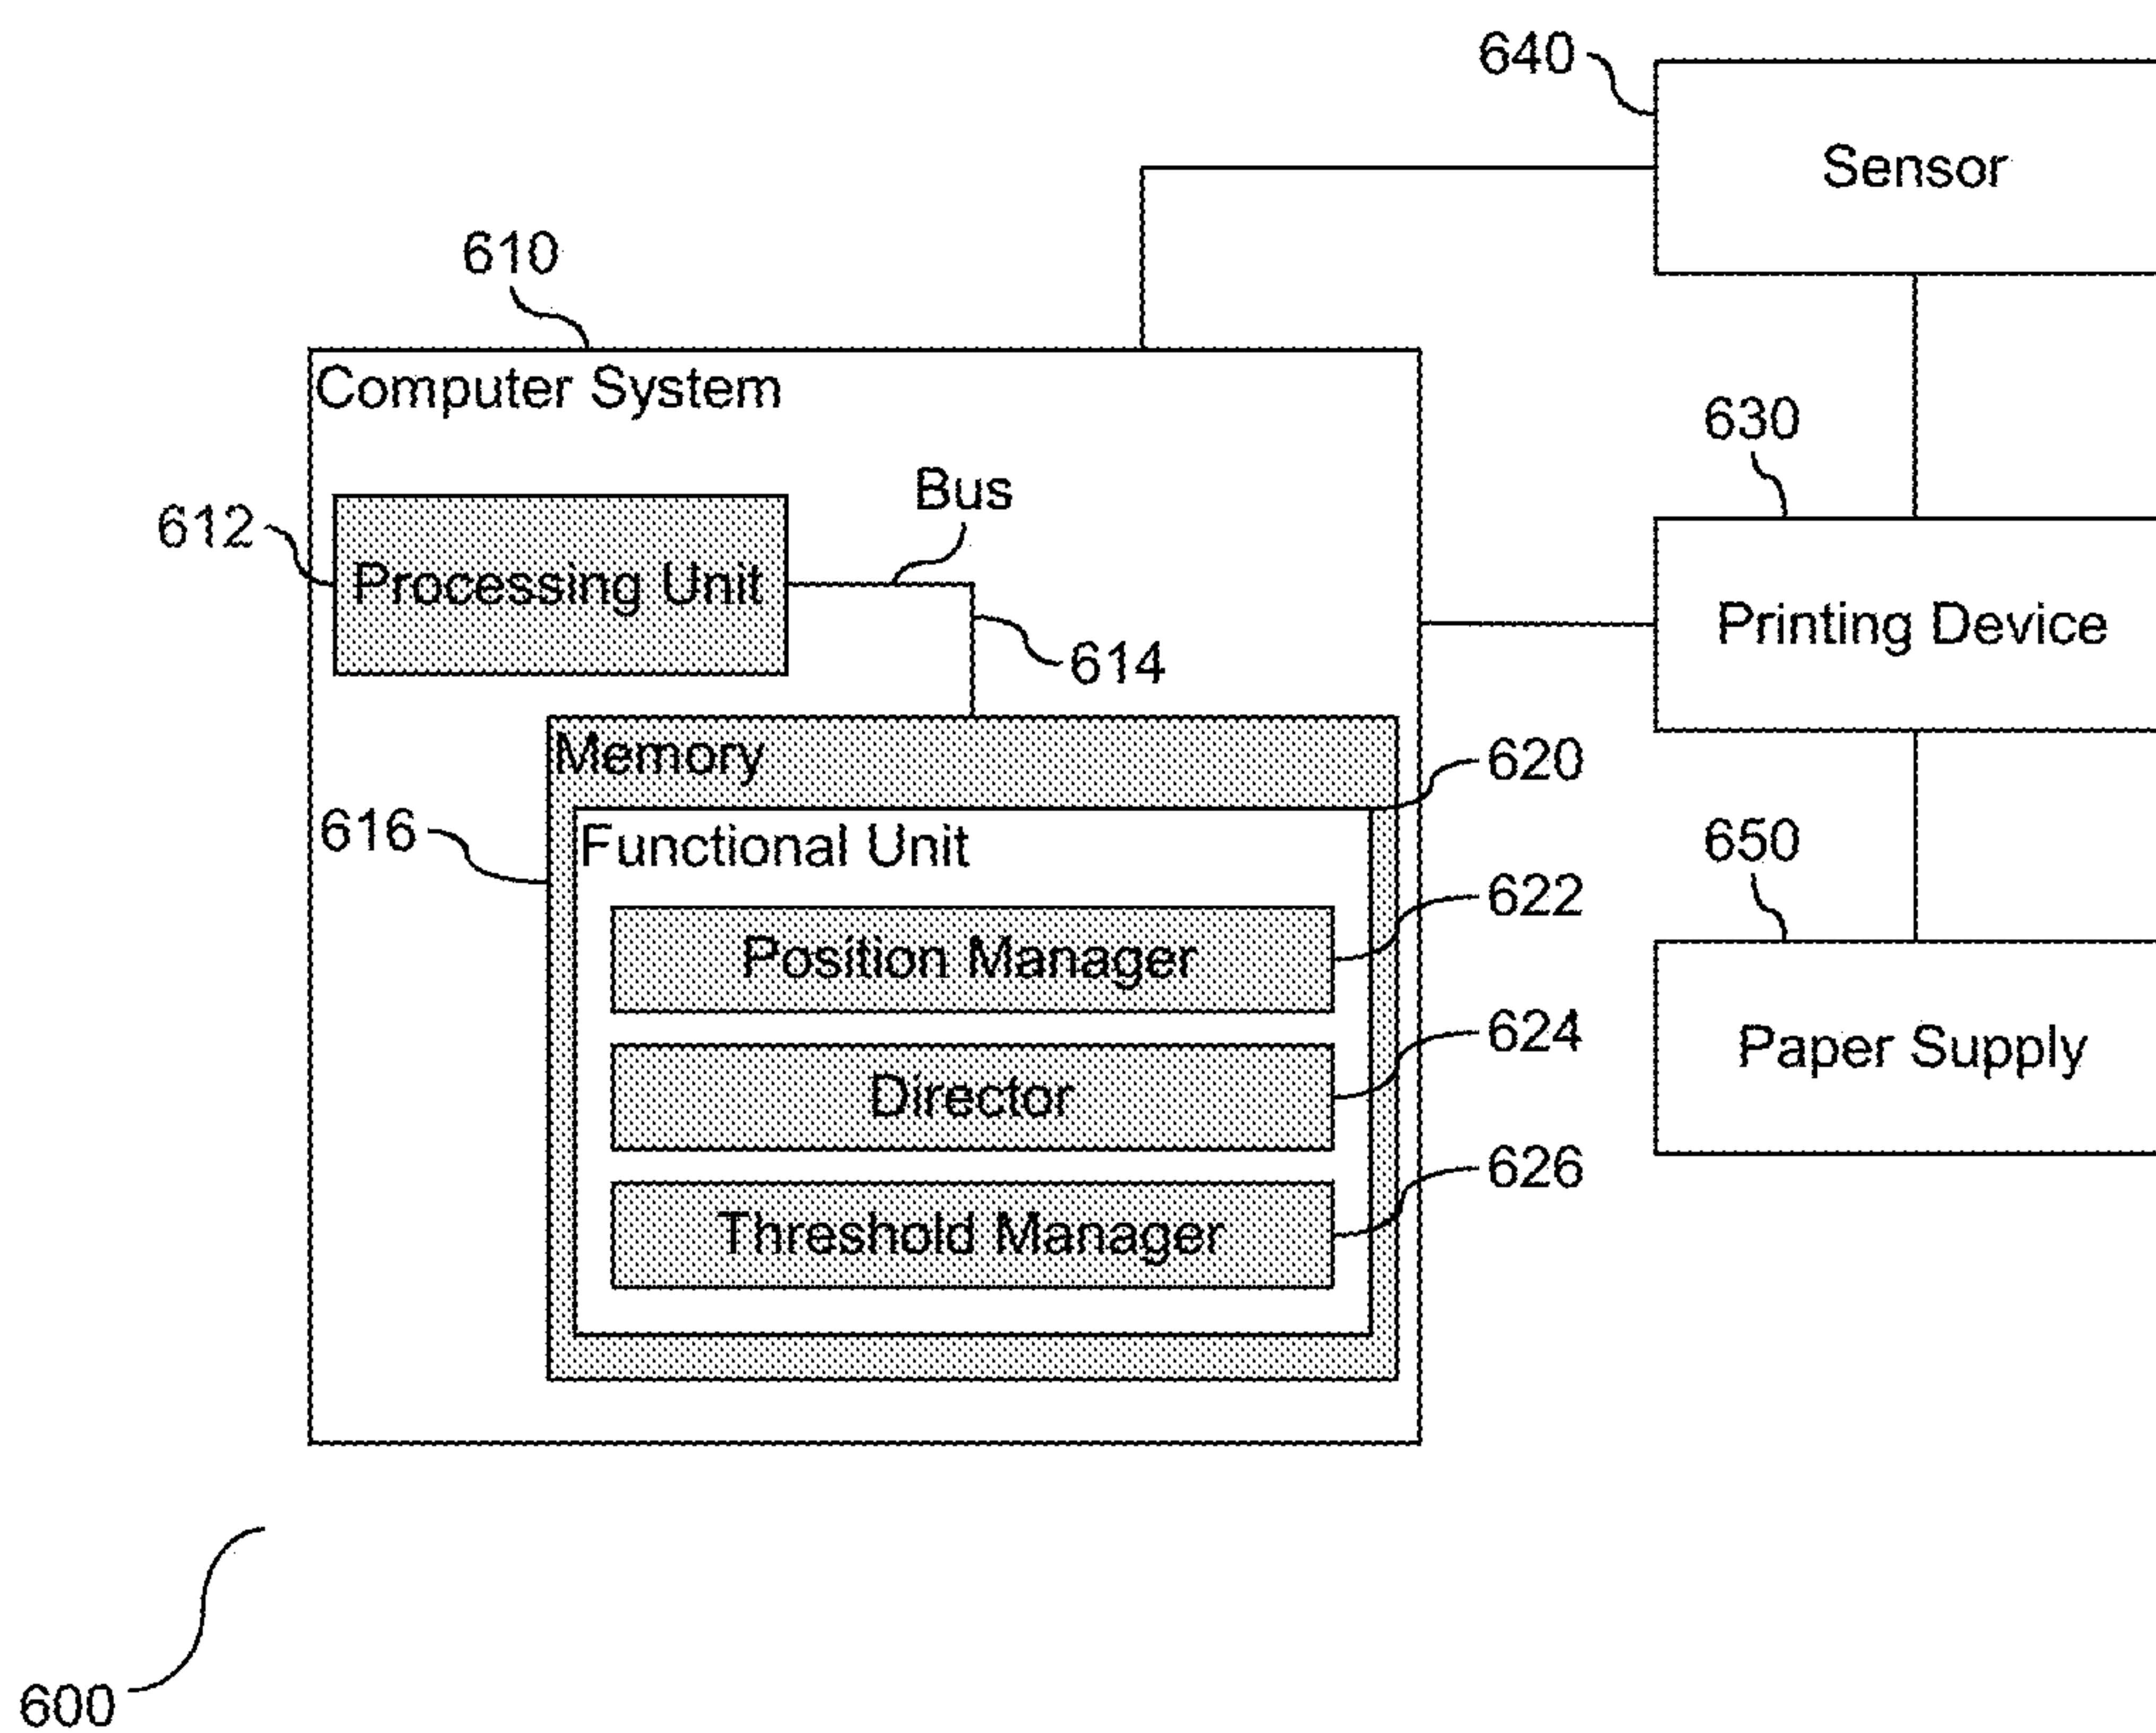 640
Sensor
610
Computer System
630
Bus
612
Processing Unit
Printing Device
614
Memory
620
616
Functional Unit
650
622
Position Manager
624
Paper Supply
Director
626
Threshold Manager
600